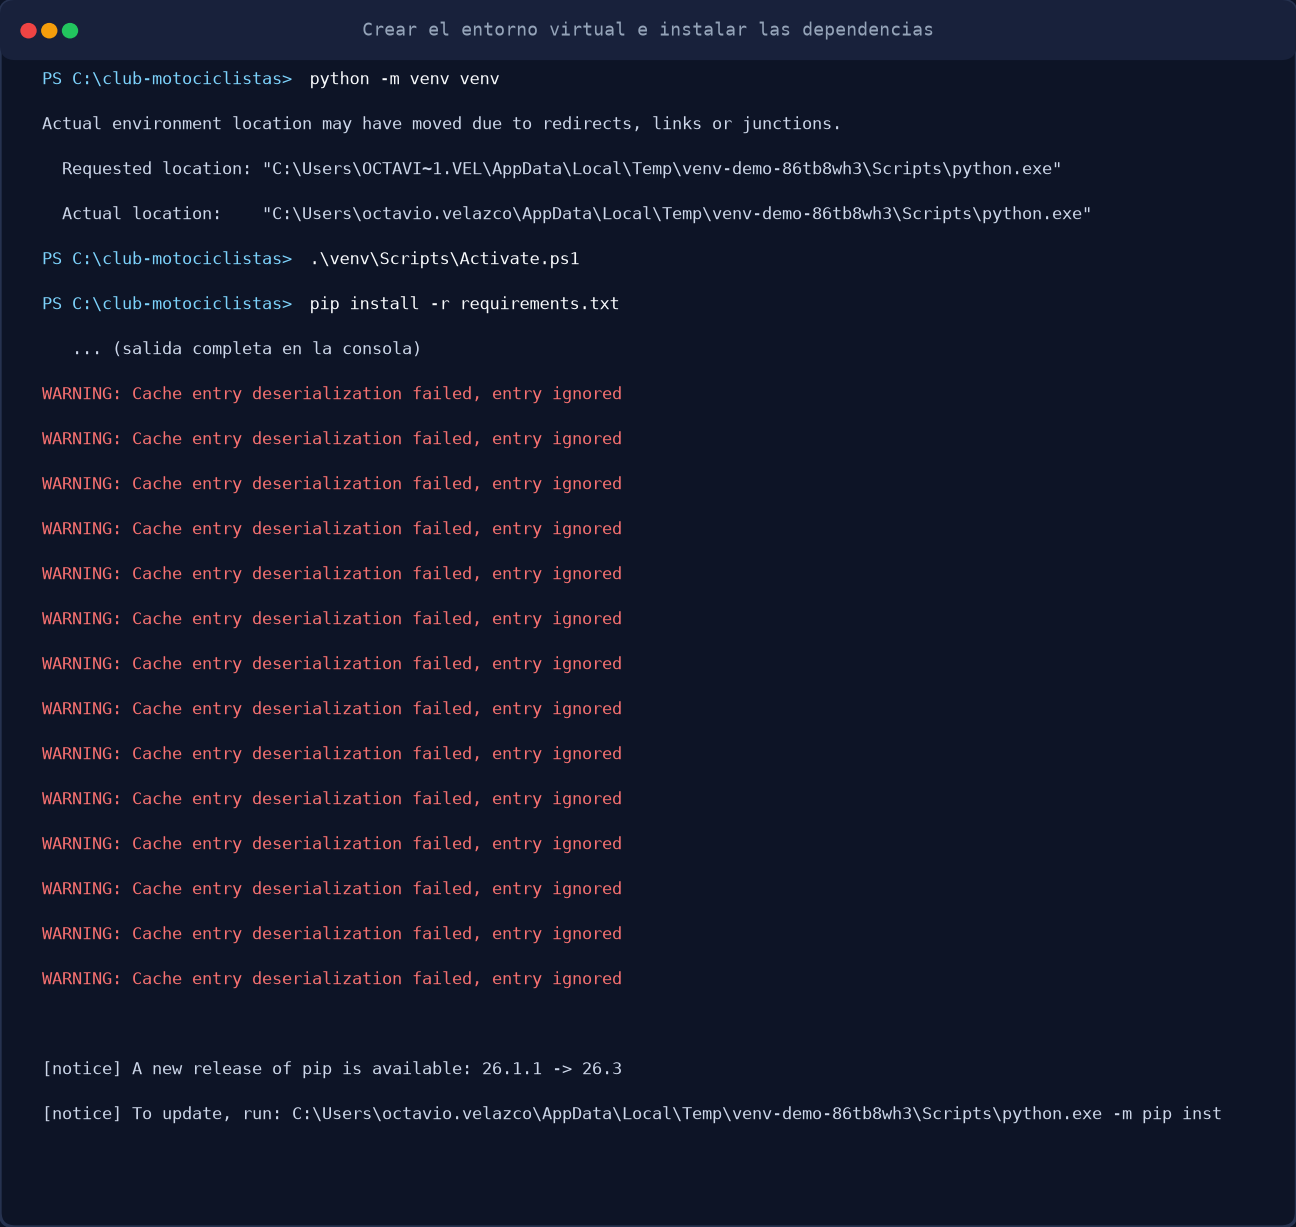 Crear el entorno virtual e instalar las dependencias
PS C:\club-motociclistas> python -m venv venv
Actual environment location may have moved due to redirects, links or junctions.
Requested location: "C:\Users\OCTAVI~1.VEL\AppData\Local\Temp\venv-demo-86tb8wh3\Scripts\python.exe"
Actual location: "C:\Users\octavio.velazco\AppData\Local\Temp\venv-demo-86tb8wh3\Scripts\python.exe"
PS C:\club-motociclistas> .\venv\Scripts\Activate.ps1
PS C:\club-motociclistas> pip install -r requirements.txt
... (salida completa en la consola)
WARNING: Cache entry deserialization failed, entry ignored
WARNING: Cache entry deserialization failed, entry ignored
WARNING: Cache entry deserialization failed, entry ignored
WARNING: Cache entry deserialization failed, entry ignored
WARNING: Cache entry deserialization failed, entry ignored
WARNING: Cache entry deserialization failed, entry ignored
WARNING: Cache entry deserialization failed, entry ignored
WARNING: Cache entry deserialization failed, entry ignored
WARNING: Cache entry deserialization failed, entry ignored
WARNING: Cache entry deserialization failed, entry ignored
WARNING: Cache entry deserialization failed, entry ignored
WARNING: Cache entry deserialization failed, entry ignored
WARNING: Cache entry deserialization failed, entry ignored
WARNING: Cache entry deserialization failed, entry ignored
[notice] A new release of pip is available: 26.1.1 -> 26.3
[notice] To update, run: C:\Users\octavio.velazco\AppData\Local\Temp\venv-demo-86tb8wh3\Scripts\python.exe -m pip inst